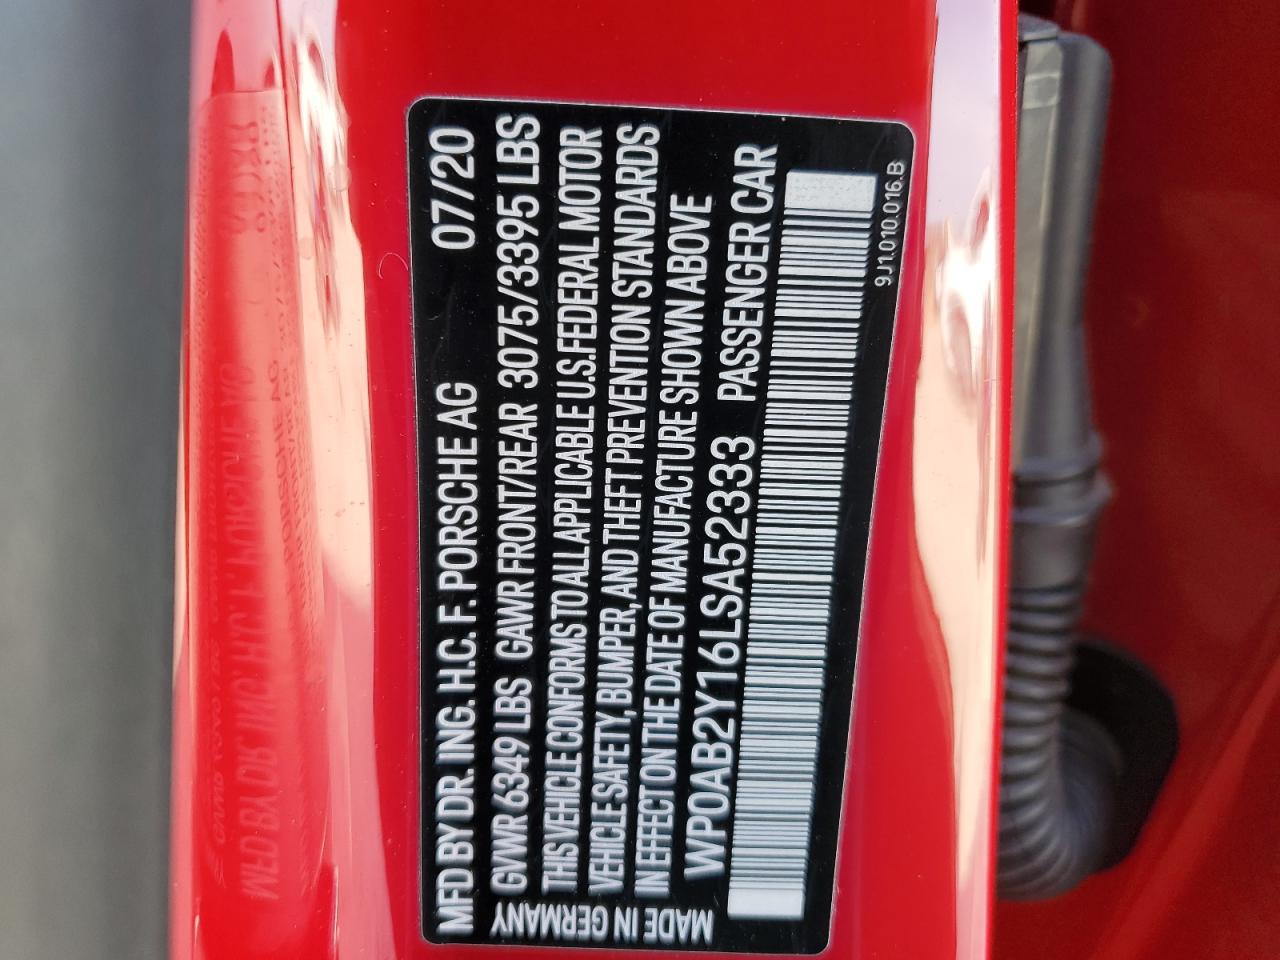 MFD BY DR. ING. H.C. F. PORSCHE AG 07/20
GVWR 6349 LBS GAWR FRONT/REAR 3075/3395 LBS
THIS VEHICLE CONFORMS TO ALL APPLICABLE U.S. FEDERAL MOTOR
VEHICLE SAFETY, BUMPER, AND THEFT PREVENTION STANDARDS
IN EFFECT ON THE DATE OF MANUFACTURE SHOWN ABOVE
WP0AB2Y16LSA52333 PASSENGER CAR
MADE IN GERMANY
9J1.010.016.B